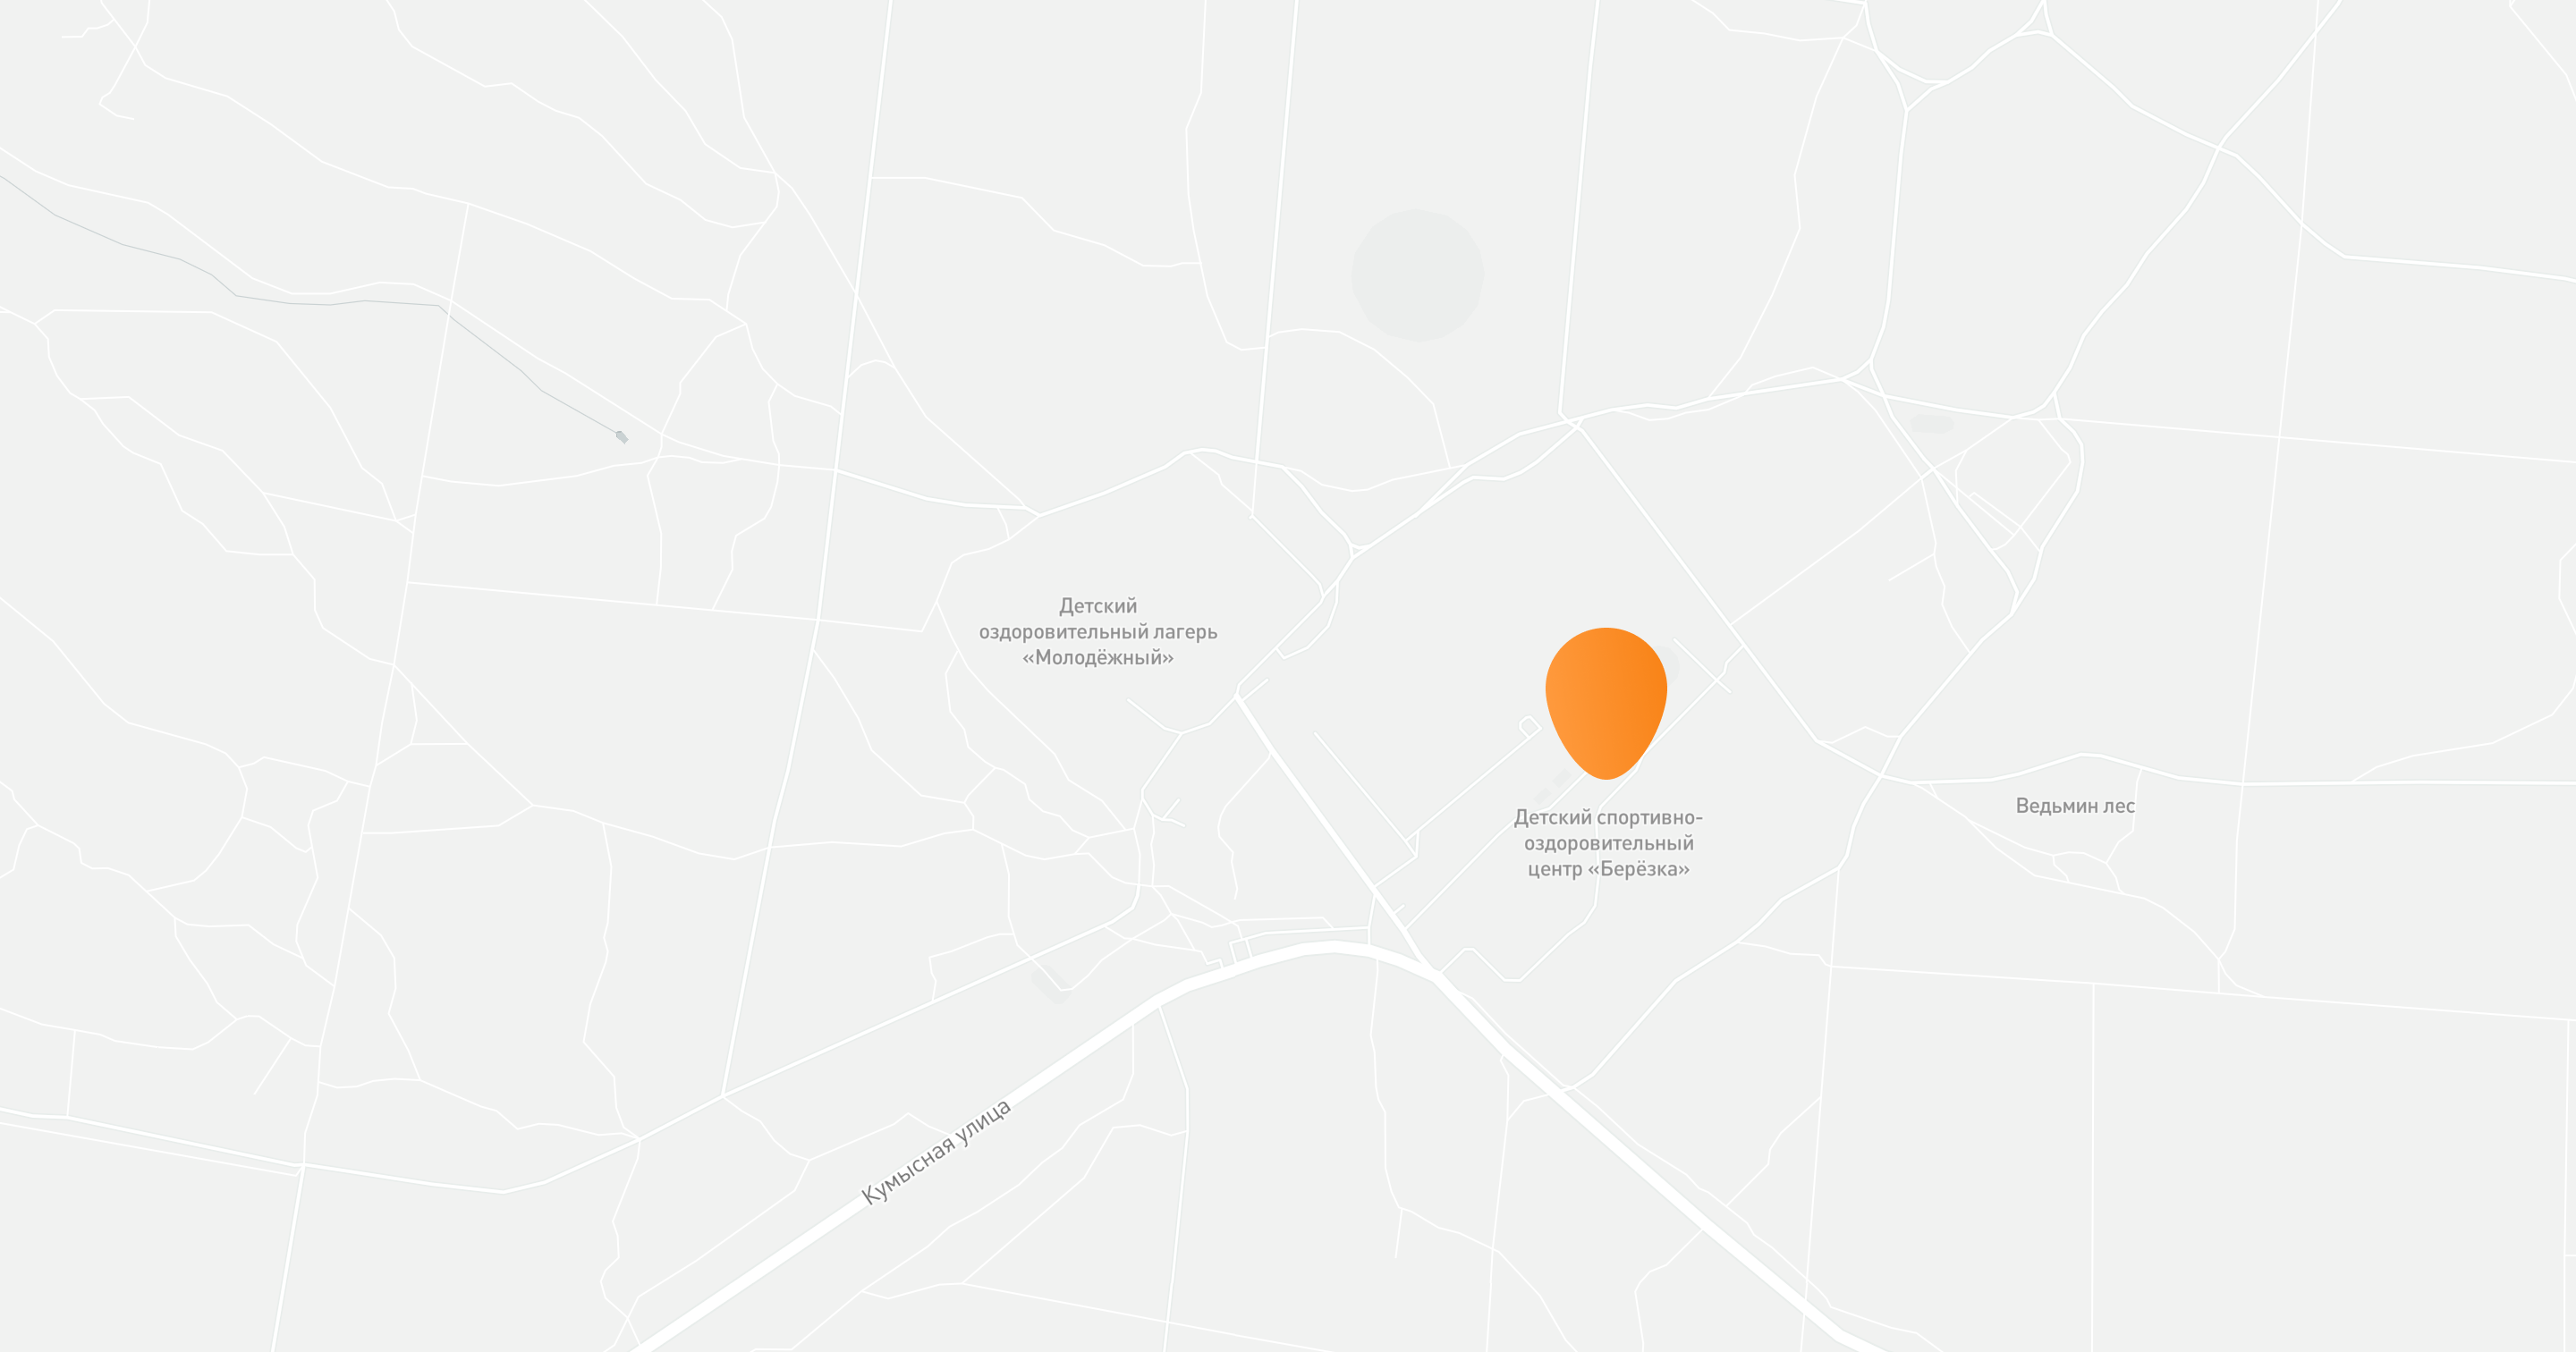 Детский
оздоровительный лагерь
«Молодёжный»
Детский спортивно-
оздоровительный
центр «Берёзка»
Ведьмин лес
Кумысная улица